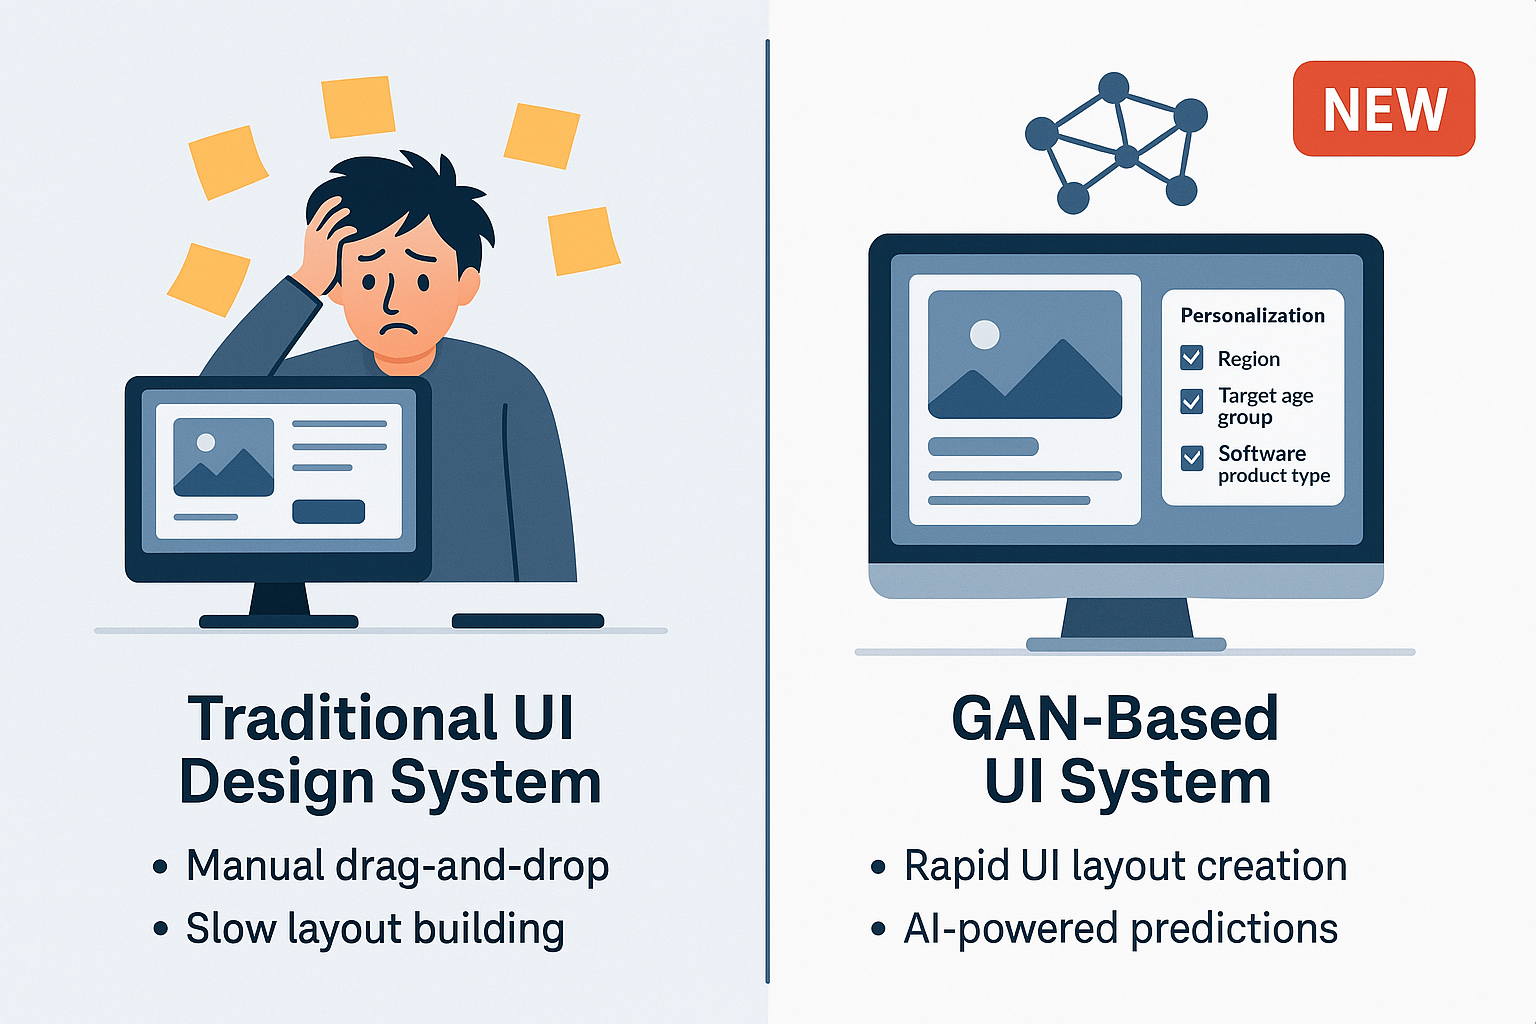 Traditional UI
Design System
• Manual drag-and-drop
• Slow layout building
NEW
Personalization
Region
Target age
group
Software
product type
GAN-Based
UI System
• Rapid UI layout creation
• AI-powered predictions